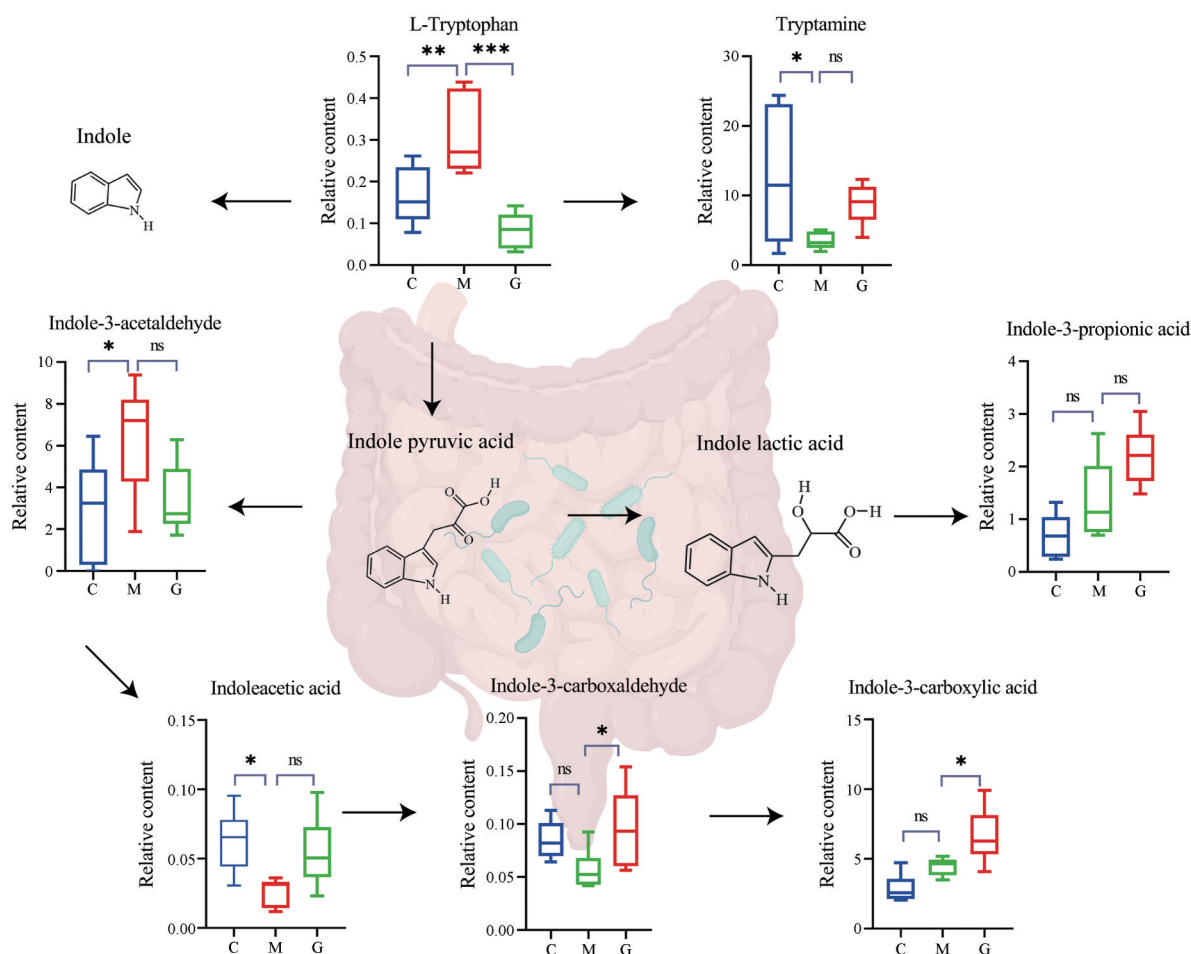 L-Tryptophan
** ***
Relative content
0.5
0.4
0.3
0.2
0.1
0.0
C M G
Tryptamine
* ns
Relative content
30
20
10
0
C M G
Indole
N
H
Indole-3-acetaldehyde
* ns
Relative content
10
8
6
4
2
0
C M G
Indole pyruvic acid
H
O O
O
N
H
Indole lactic acid
H
O O-H
O
N
H
Indole-3-propionic acid
ns ns
Relative content
4
3
2
1
0
C M G
Indoleacetic acid
* ns
Relative content
0.15
0.10
0.05
0.00
C M G
Indole-3-carboxaldehyde
ns *
Relative content
0.20
0.15
0.10
0.05
0.00
C M G
Indole-3-carboxylic acid
ns *
Relative content
15
10
5
0
C M G